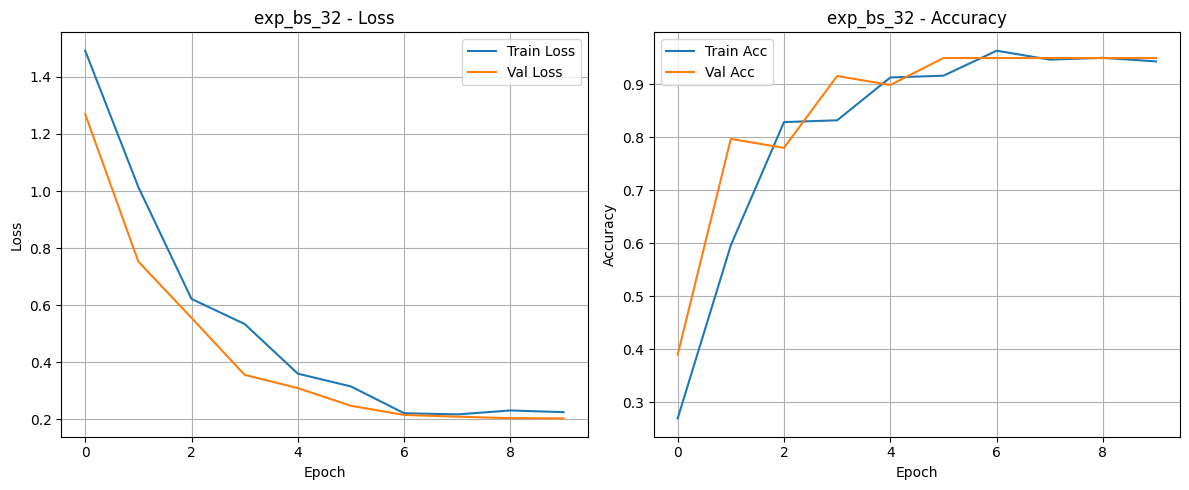 exp_bs_32 - Loss
Train Loss
Val Loss
1.4
1.2
1.0
0.8
0.6
0.4
0.2
Loss
0 2 4 6 8
Epoch
exp_bs_32 - Accuracy
Train Acc
Val Acc
0.9
0.8
0.7
0.6
0.5
0.4
0.3
Accuracy
0 2 4 6 8
Epoch